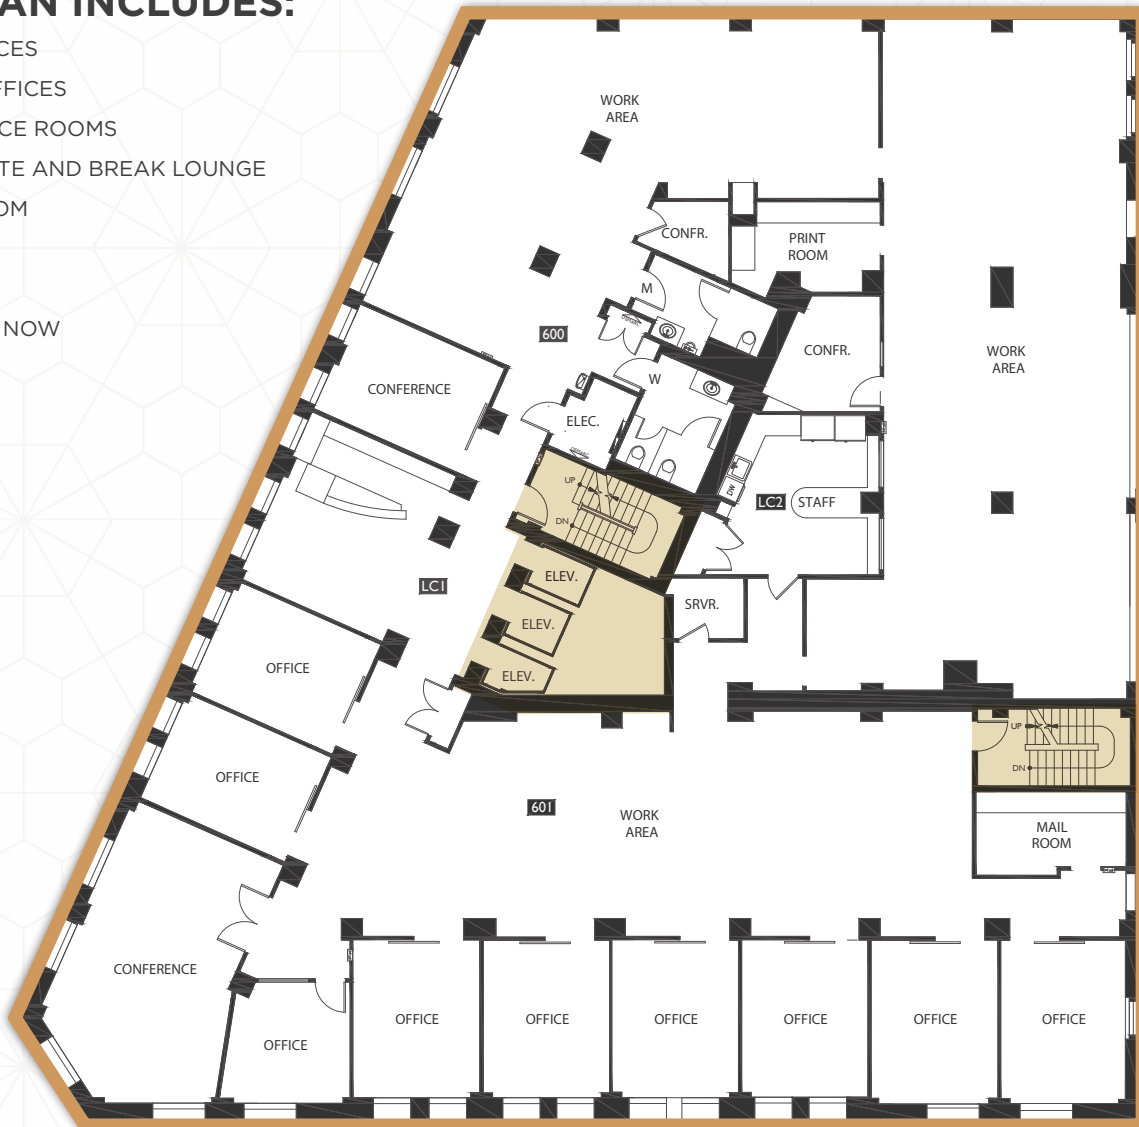 AN INCLUDES:
CES
FFICES
CE ROOMS
TE AND BREAK LOUNGE
OM
NOW
WORK
AREA
CONFR.
PRINT
ROOM
M
600
CONFR.
WORK
AREA
CONFERENCE
W
ELEC.
UP
DN
DW
LC2
STAFF
LC1
ELEV.
ELEV.
ELEV.
SRVR.
OFFICE
UP
DN
OFFICE
601
WORK
AREA
MAIL
ROOM
CONFERENCE
OFFICE
OFFICE
OFFICE
OFFICE
OFFICE
OFFICE
OFFICE